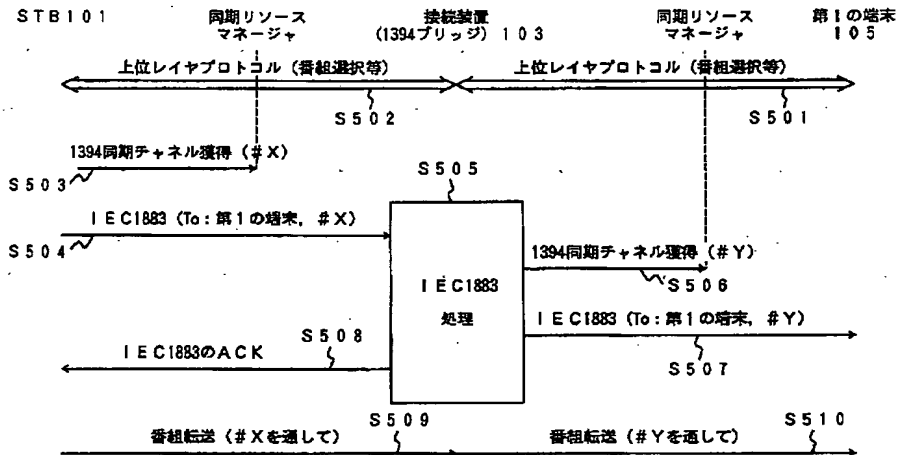 STB101
同期リソース
マネージャ
接続装置
(1394ブリッジ) 103
同期リソース
マネージャ
第1の端末
105
上位レイヤプロトコル (番組選択等)
上位レイヤプロトコル (番組選択等)
S502
S501
1394同期チャネル獲得 (#X)
S503
S505
IEC1883 (To:第1の端末, #X)
S504
1394同期チャネル獲得 (#Y)
S506
IEC1883
処理
IEC1883 (To:第1の端末, #Y)
S507
S508
IEC1883のACK
S509
番組転送 (#Xを通して)
S510
番組転送 (#Yを通して)